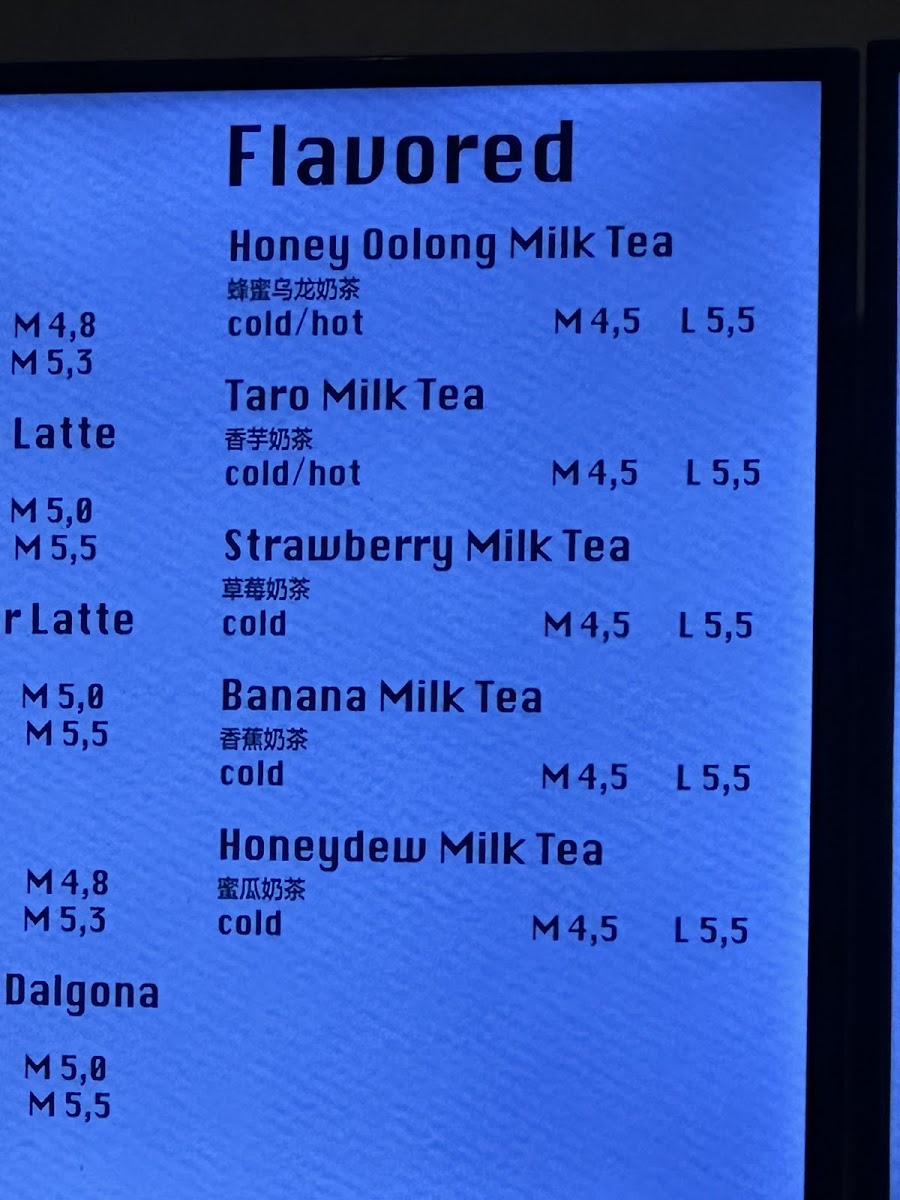 M 4,8
M 5,3
Latte
M 5,0
M 5,5
r Latte
M 5,0
M 5,5
M 4,8
M 5,3
Dalgona
M 5,0
M 5,5
Flavored
Honey Oolong Milk Tea
蜂蜜乌龙奶茶
cold/hot M 4,5 L 5,5
Taro Milk Tea
香芋奶茶
cold/hot M 4,5 L 5,5
Strawberry Milk Tea
草莓奶茶
cold M 4,5 L 5,5
Banana Milk Tea
香蕉奶茶
cold M 4,5 L 5,5
Honeydew Milk Tea
蜜瓜奶茶
cold M 4,5 L 5,5